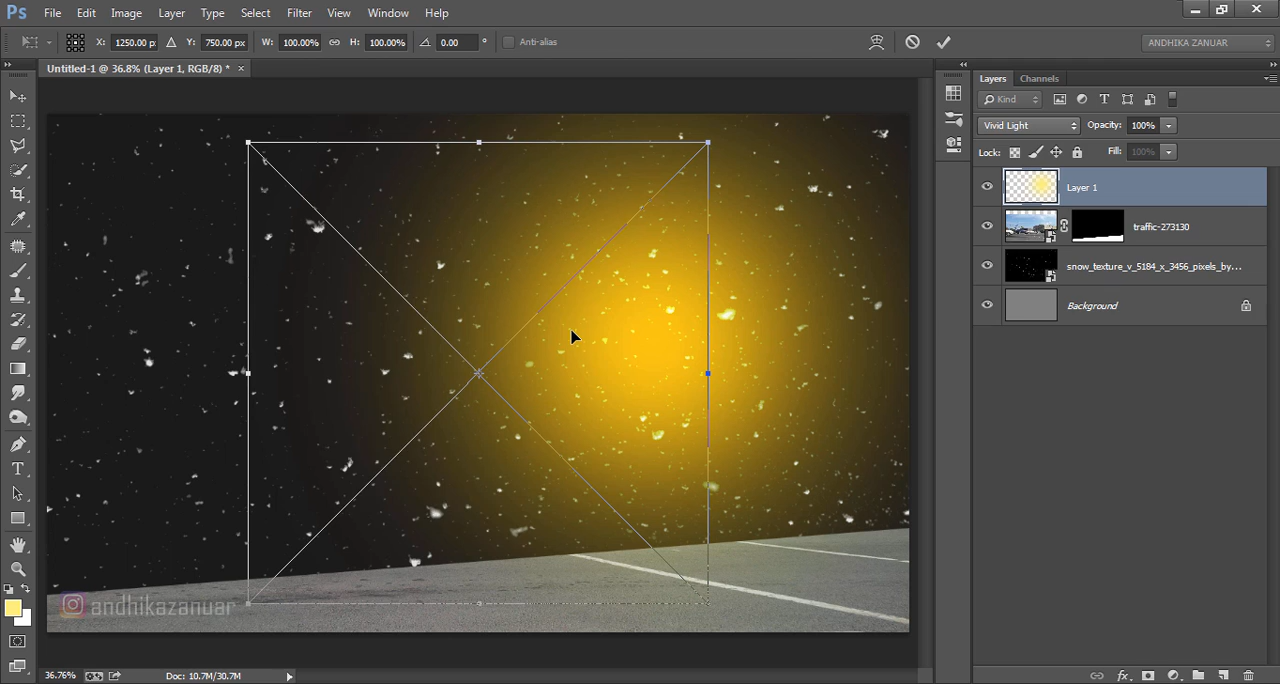 Ps File Edit Image Layer Type Select Filter View Window Help
X: 1250.00 p: Y: 750.00 px W: 100.00% H: 100.00% 0.00 ° Anti-alias ANDHIKA ZANUAR
Untitled-1 @ 36.8% (Layer 1, RGB/8) * ×
Layers Channels
Kind
Vivid Light Opacity: 100%
Lock: Fill: 100%
Layer 1
traffic-273130
snow_texture_v_5184_x_3456_pixels_by...
Background
andhikazanuar
36.76% Doc: 10.7M/30.7M